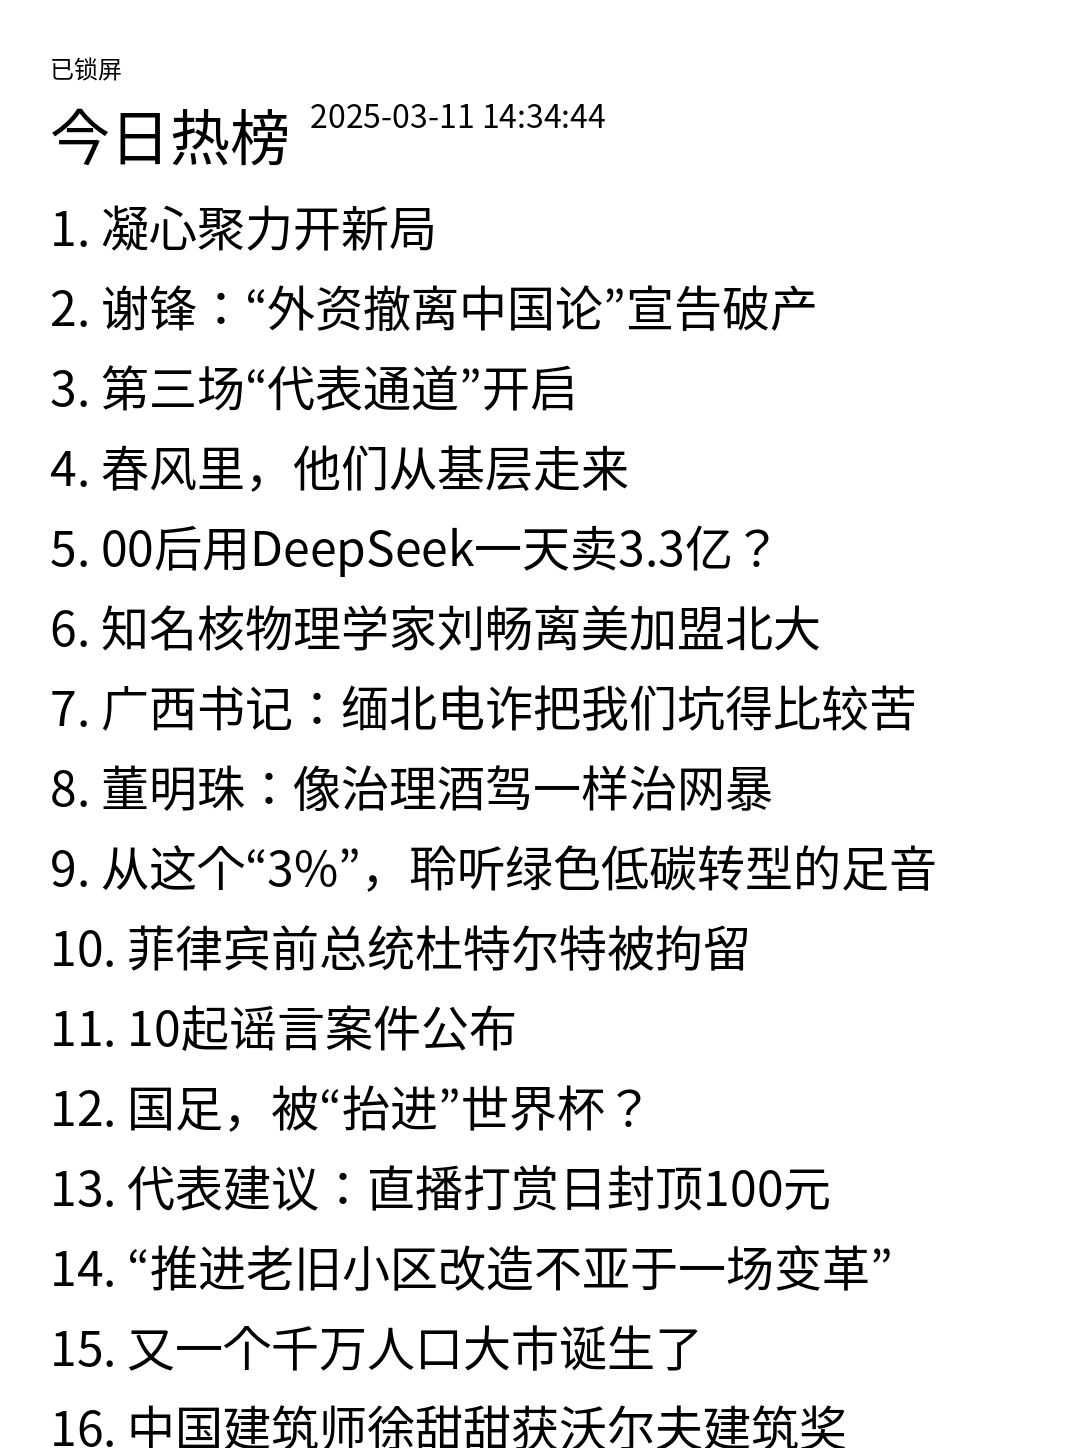 已锁屏
今日热榜 2025-03-11 14:34:44
1. 凝心聚力开新局
2. 谢锋：“外资撤离中国论”宣告破产
3. 第三场“代表通道”开启
4. 春风里，他们从基层走来
5. 00后用DeepSeek一天卖3.3亿？
6. 知名核物理学家刘畅离美加盟北大
7. 广西书记：缅北电诈把我们坑得比较苦
8. 董明珠：像治理酒驾一样治网暴
9. 从这个“3%”，聆听绿色低碳转型的足音
10. 菲律宾前总统杜特尔特被拘留
11. 10起谣言案件公布
12. 国足，被“抬进”世界杯？
13. 代表建议：直播打赏日封顶100元
14. “推进老旧小区改造不亚于一场变革”
15. 又一个千万人口大市诞生了
16. 中国建筑师徐甜甜获沃尔夫建筑奖